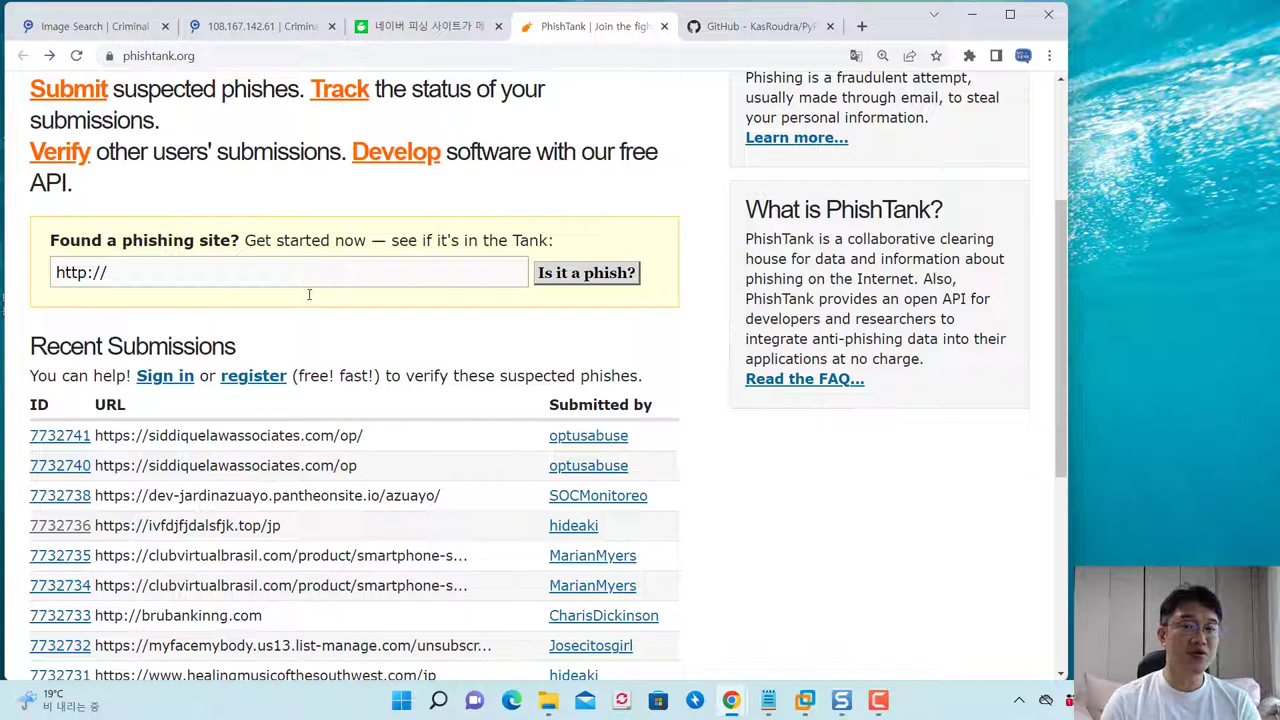 Image Search | Criminal
108.167.142.61 | Crimina
네이버 피싱 사이트가 메
PhishTank | Join the figh
GitHub - KasRoudra/PyP
phishtank.org
Submit suspected phishes. Track the status of your
submissions.
Verify other users' submissions. Develop software with our free
API.
Found a phishing site? Get started now — see if it's in the Tank:
http://
Is it a phish?
Recent Submissions
You can help! Sign in or register (free! fast!) to verify these suspected phishes.
ID URL Submitted by
7732741 https://siddiquelawassociates.com/op/ optusabuse
7732740 https://siddiquelawassociates.com/op optusabuse
7732738 https://dev-jardinazuayo.pantheonsite.io/azuayo/ SOCMonitoreo
7732736 https://ivfdjfjdalsfjk.top/jp hideaki
7732735 https://clubvirtualbrasil.com/product/smartphone-s... MarianMyers
7732734 https://clubvirtualbrasil.com/product/smartphone-s... MarianMyers
7732733 http://brubankinng.com CharisDickinson
7732732 https://myfacemybody.us13.list-manage.com/unsubscr... Josecitosgirl
7732731 https://www.healingmusicofthesouthwest.com/jp hideaki
Phishing is a fraudulent attempt,
usually made through email, to steal
your personal information.
Learn more...
What is PhishTank?
PhishTank is a collaborative clearing
house for data and information about
phishing on the Internet. Also,
PhishTank provides an open API for
developers and researchers to
integrate anti-phishing data into their
applications at no charge.
Read the FAQ...
19°C
비 내리는 중